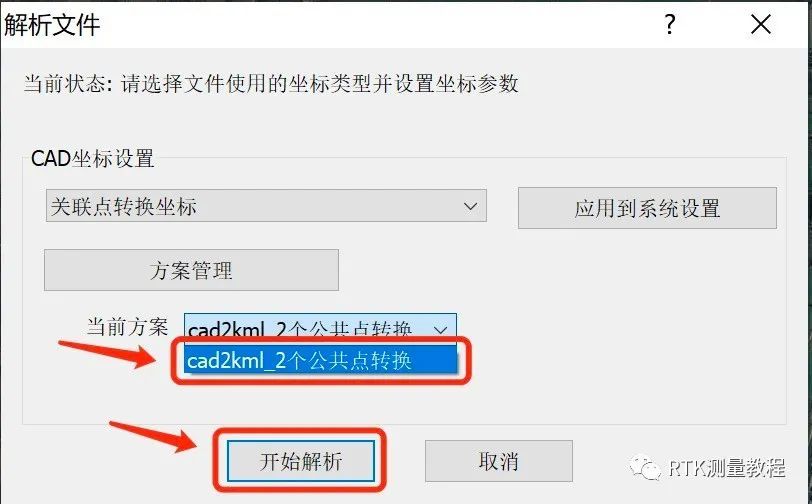 解析文件
?
当前状态: 请选择文件使用的坐标类型并设置坐标参数
CAD坐标设置
关联点转换坐标
应用到系统设置
方案管理
当前方案 cad2kml_2个公共点转换
cad2kml_2个公共点转换
开始解析
取消
RTK测量教程